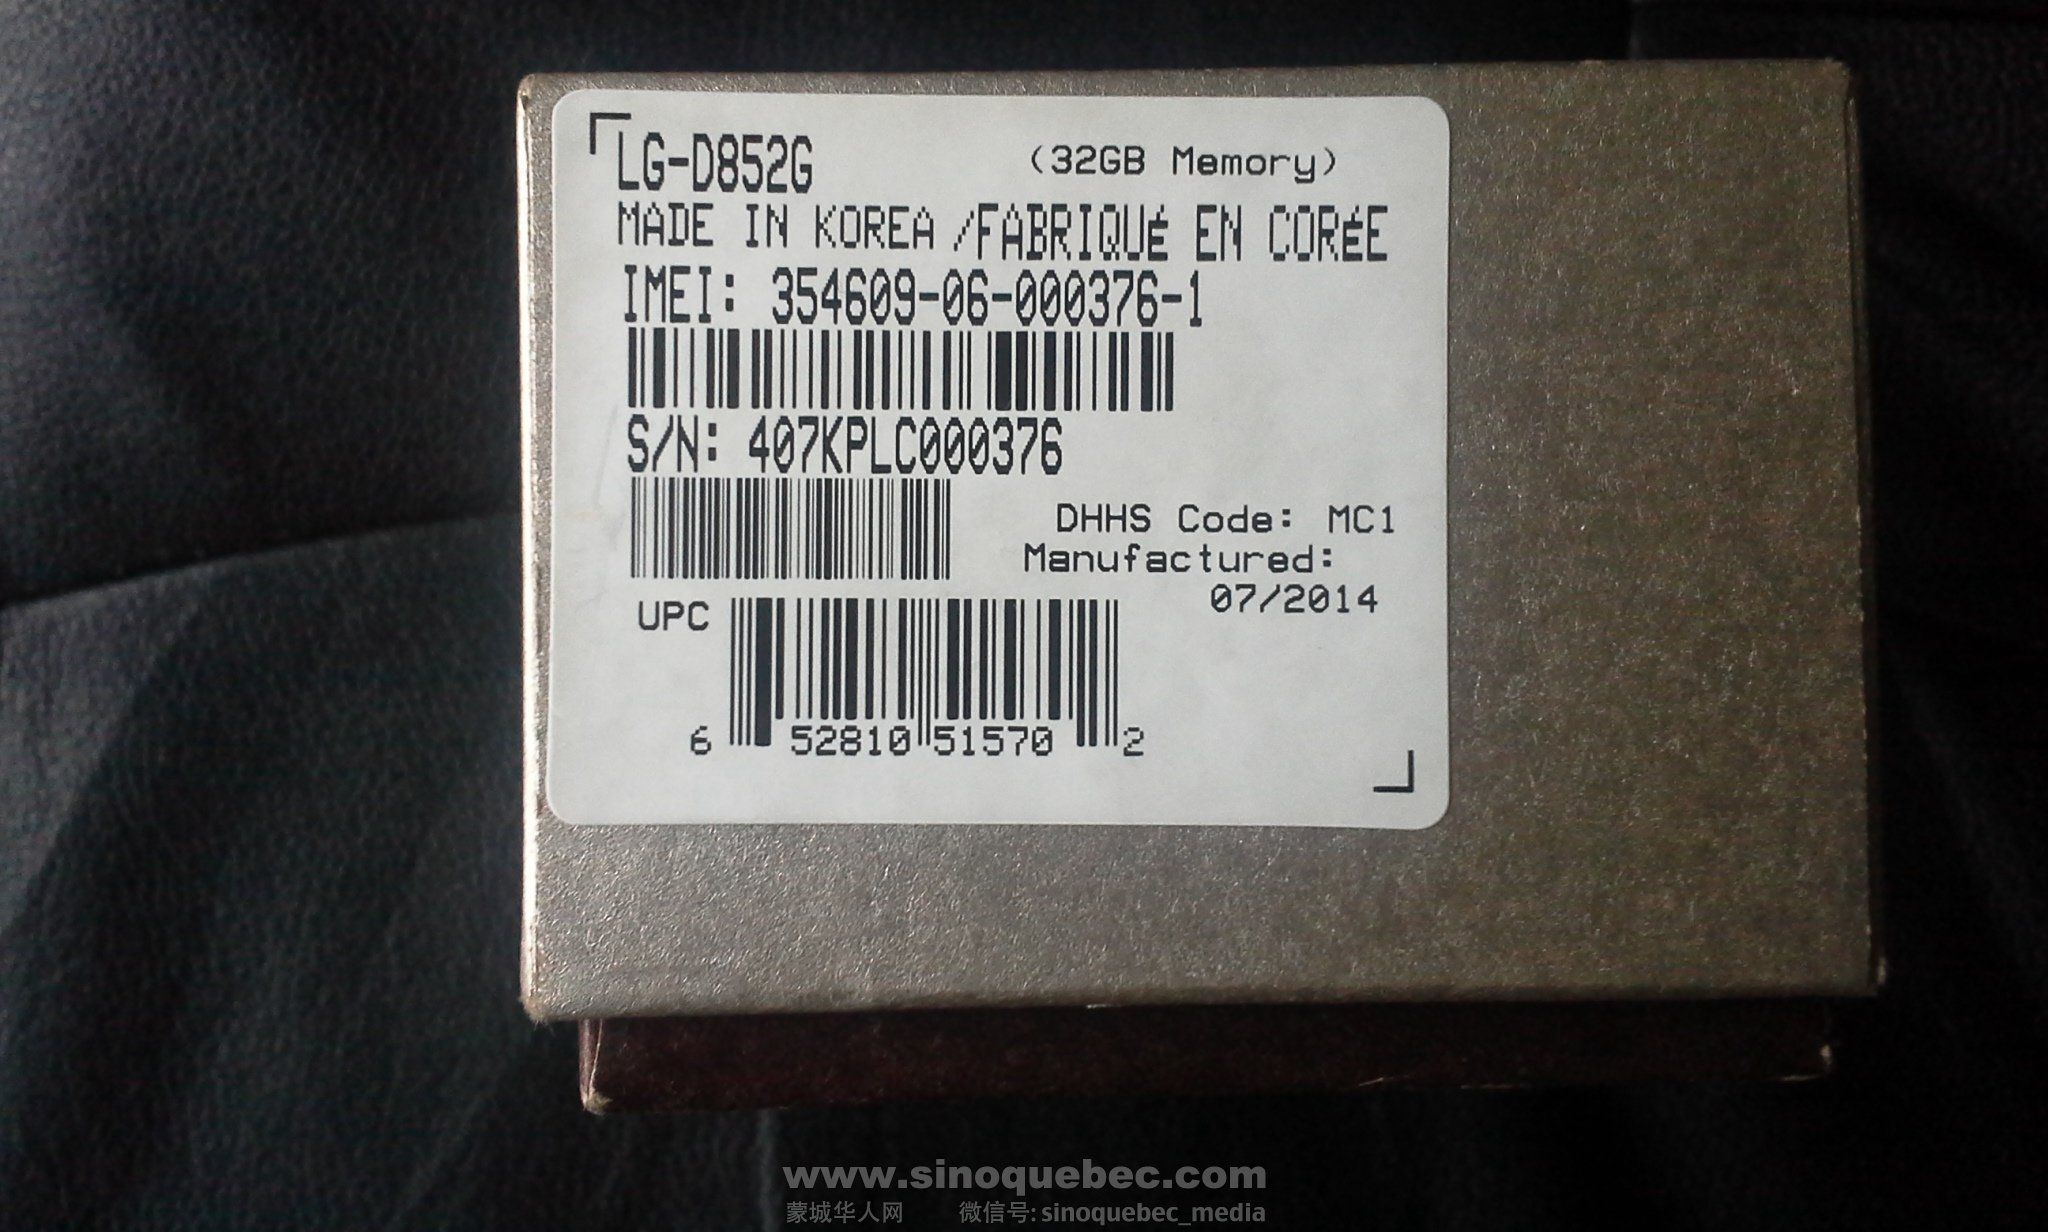 LG-D852G (32GB Memory)
MADE IN KOREA /FABRIQUÉ EN CORÉE
IMEI: 354609-06-000376-1
S/N: 407KPLC000376
DHHS Code: MC1
Manufactured:
07/2014
UPC
6 52810 51570 2
www.sinoquebec.com
蒙城华人网 微信号: sinoquebec_media